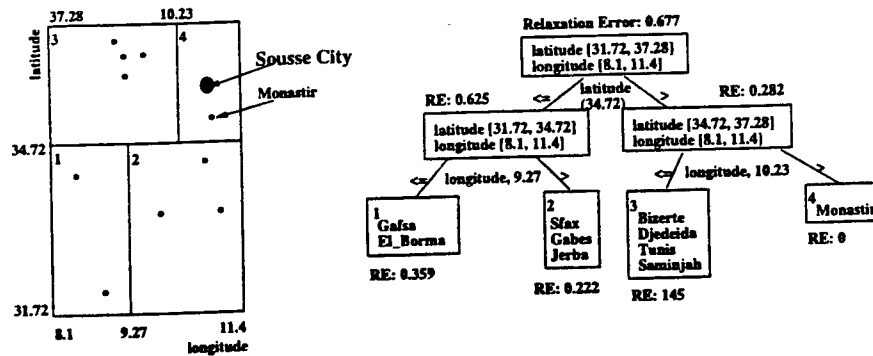 37.28
10.23
latitude
3
4
Sousse City
Monastir
34.72
1
2
31.72
8.1
9.27
11.4
longitude
Relaxation Error: 0.677
latitude [31.72, 37.28]
longitude [8.1, 11.4]
RE: 0.625
<=
latitude
(34.72)
>
RE: 0.282
latitude [31.72, 34.72]
longitude [8.1, 11.4]
latitude [34.72, 37.28]
longitude [8.1, 11.4]
<=
longitude, 9.27
>
<=
longitude, 10.23
>
1
Gafsa
El_Borma
RE: 0.359
2
Sfax
Gabes
Jerba
RE: 0.222
3
Bizerte
Djedeida
Tunis
Saminjah
RE: 145
4
Monastir
RE: 0